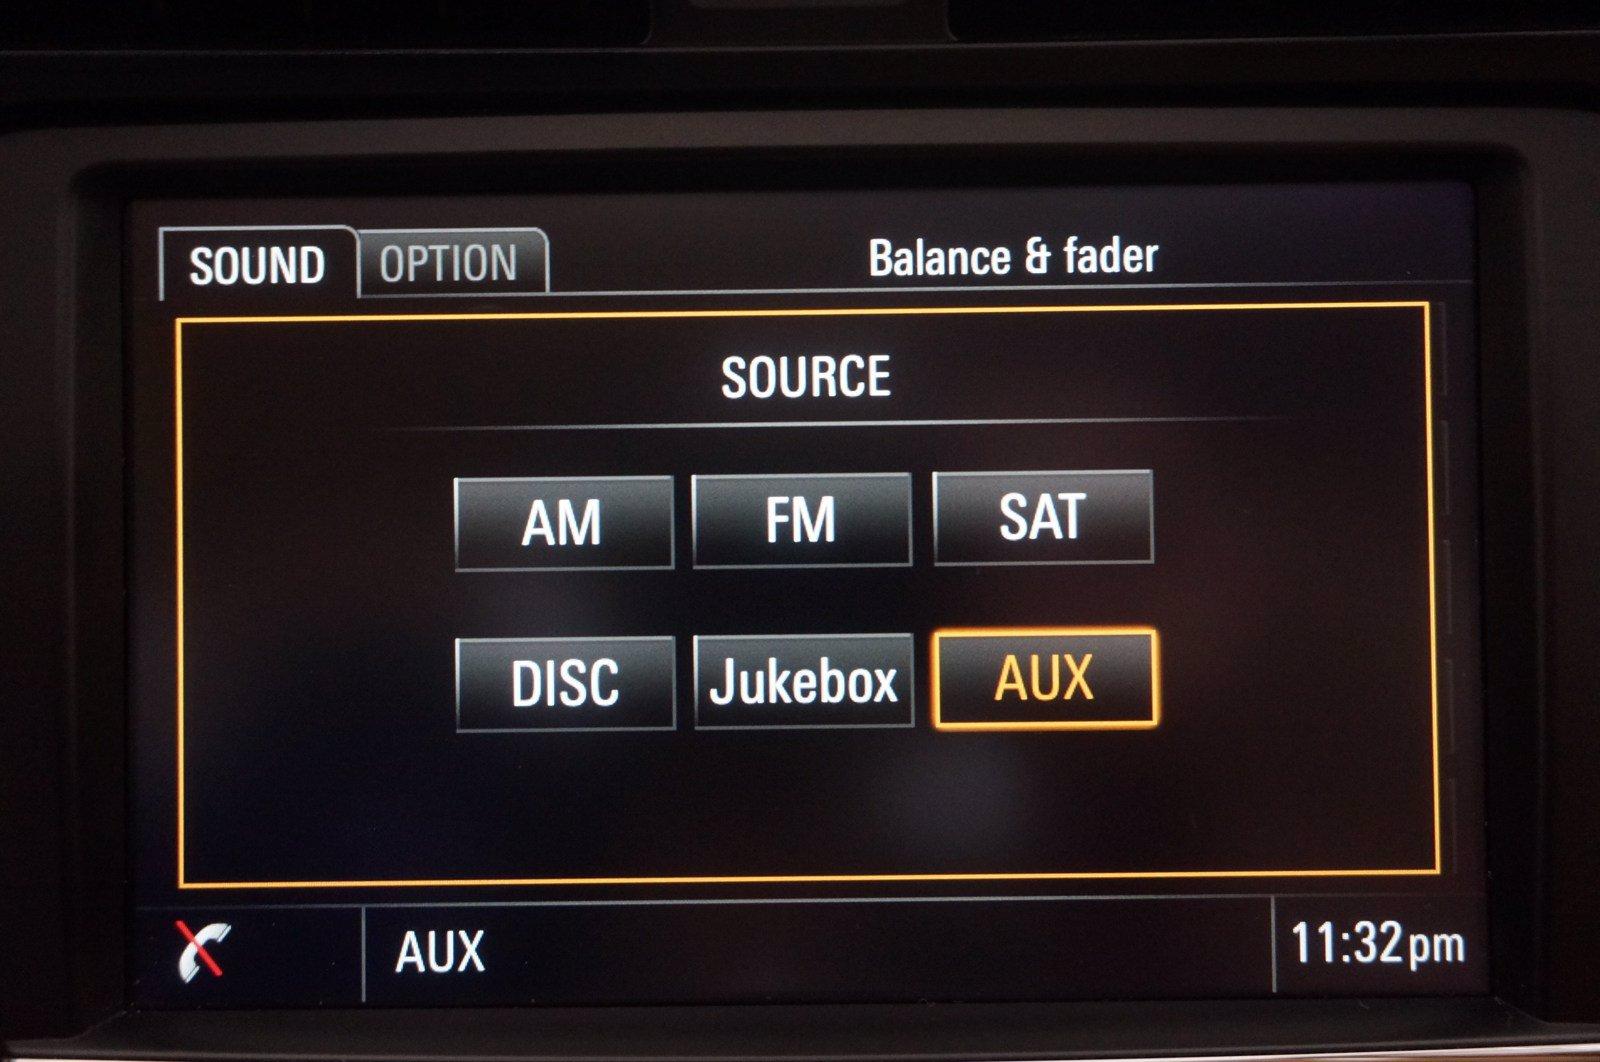 SOUND OPTION Balance & fader
SOURCE
AM FM SAT
DISC Jukebox AUX
AUX 11:32pm